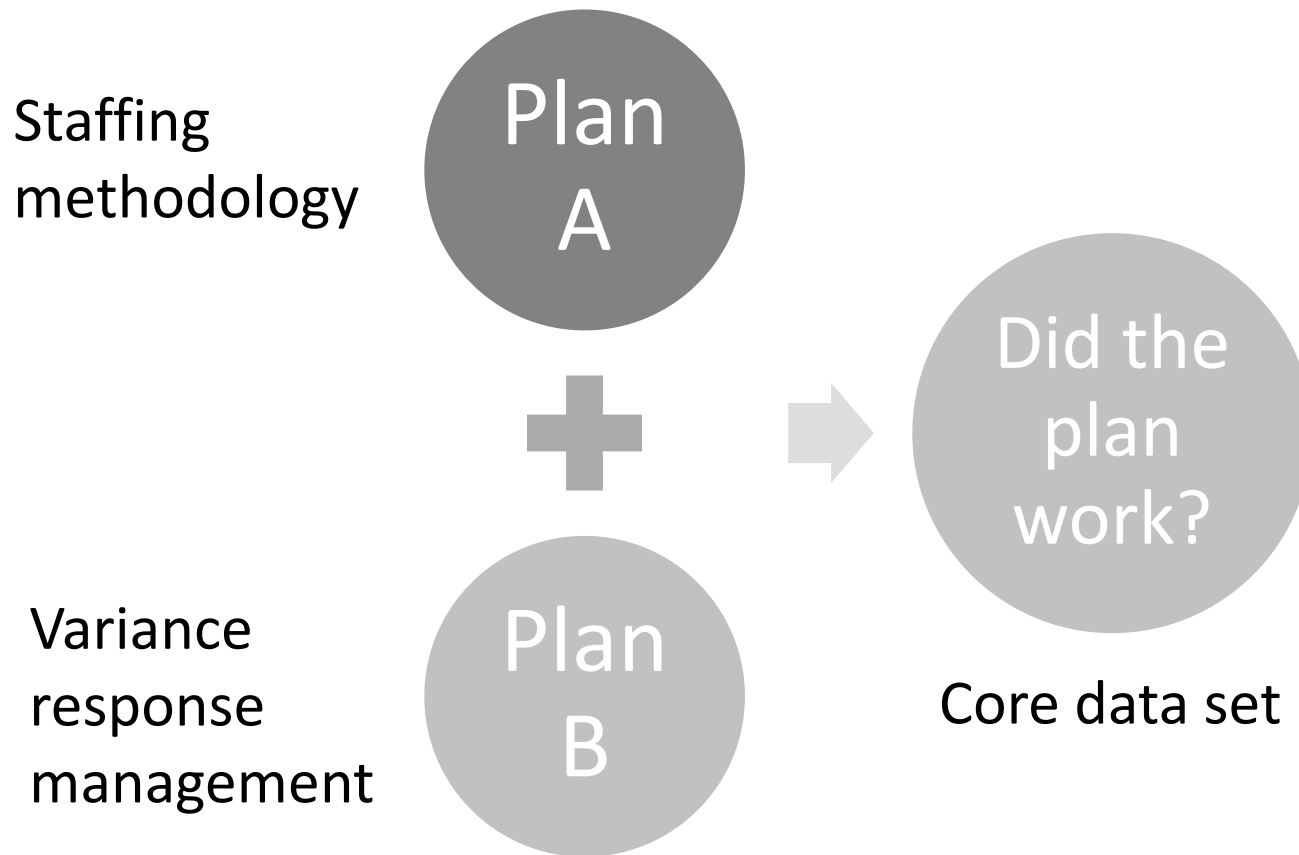 Staffing
methodology
Plan
A
Did the
plan
work?
Variance
response
management
Plan
B
Core data set